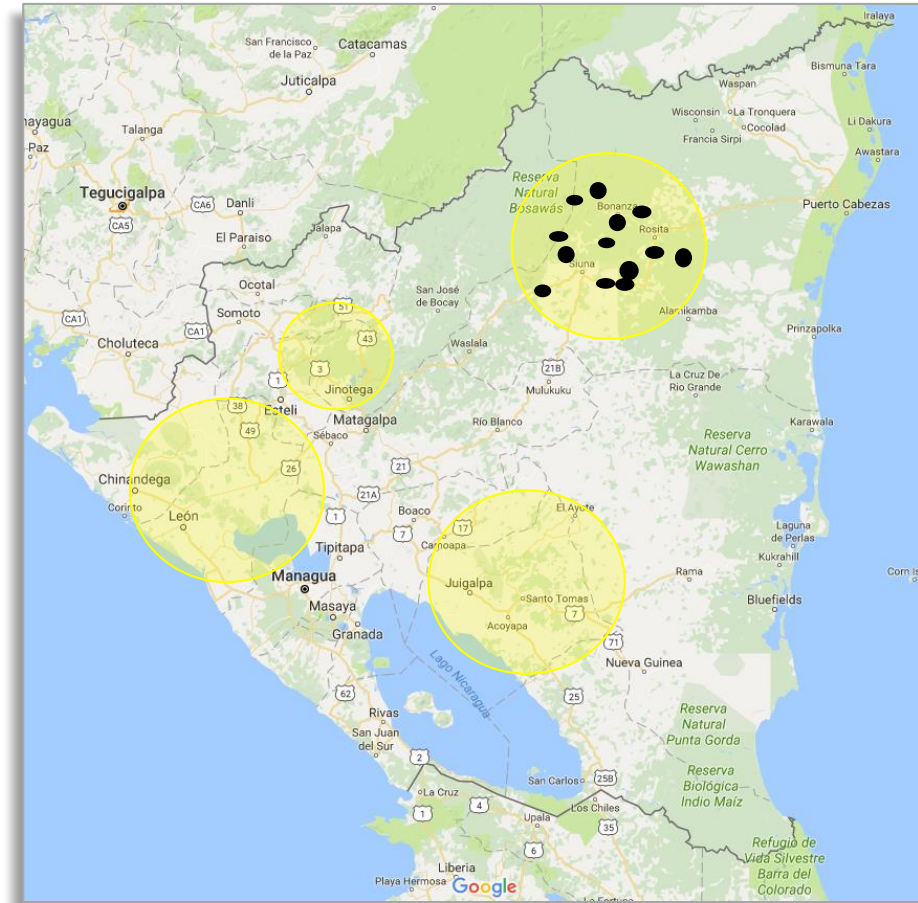 Iralaya
San Francisco
de la Paz
Catacamas
Juticalpa
Bismuna Tara
Waspan
Wisconsin
La Tronquera
Cocolad
Francia Sirpi
Li Dakura
Awastara
Talanga
Paz
Tegucigalpa
CA6
Danli
CA5
El Paraiso
Jalapa
Reserva
Natural
Bosawás
Bonanza
Rosita
Puerto Cabezas
Siuna
Ocotal
Somoto
San José
de Bocay
51
CA1
CA1
Choluteca
43
Alamikamba
Prinzapolka
Waslala
21B
3
1
Jinotega
Mulukuku
La Cruz De
Rio Grande
Esteli
38
49
Matagalpa
Sébaco
Río Blanco
Karawala
Reserva
Natural Cerro
Wawashan
26
21
Chinandega
Corinto
21A
León
1
Boaco
17
El Ayote
7
Camoapa
Laguna
de Perlas
Kukrahill
Tipitapa
Managua
Juigalpa
Rama
Masaya
Santo Tomas
7
Bluefields
Granada
Acoyapa
71
Nueva Guinea
Lago Nicaragua
62
25
Rivas
San Juan
del Sur
Reserva
Natural
Punta Gorda
2
San Carlos
25B
Reserva
Biológica
Indio Maíz
La Cruz
1
4
Los Chiles
Upala
35
6
Refugio de
Vida Silvestre
Barra del
Colorado
Liberia
Playa Hermosa
Google